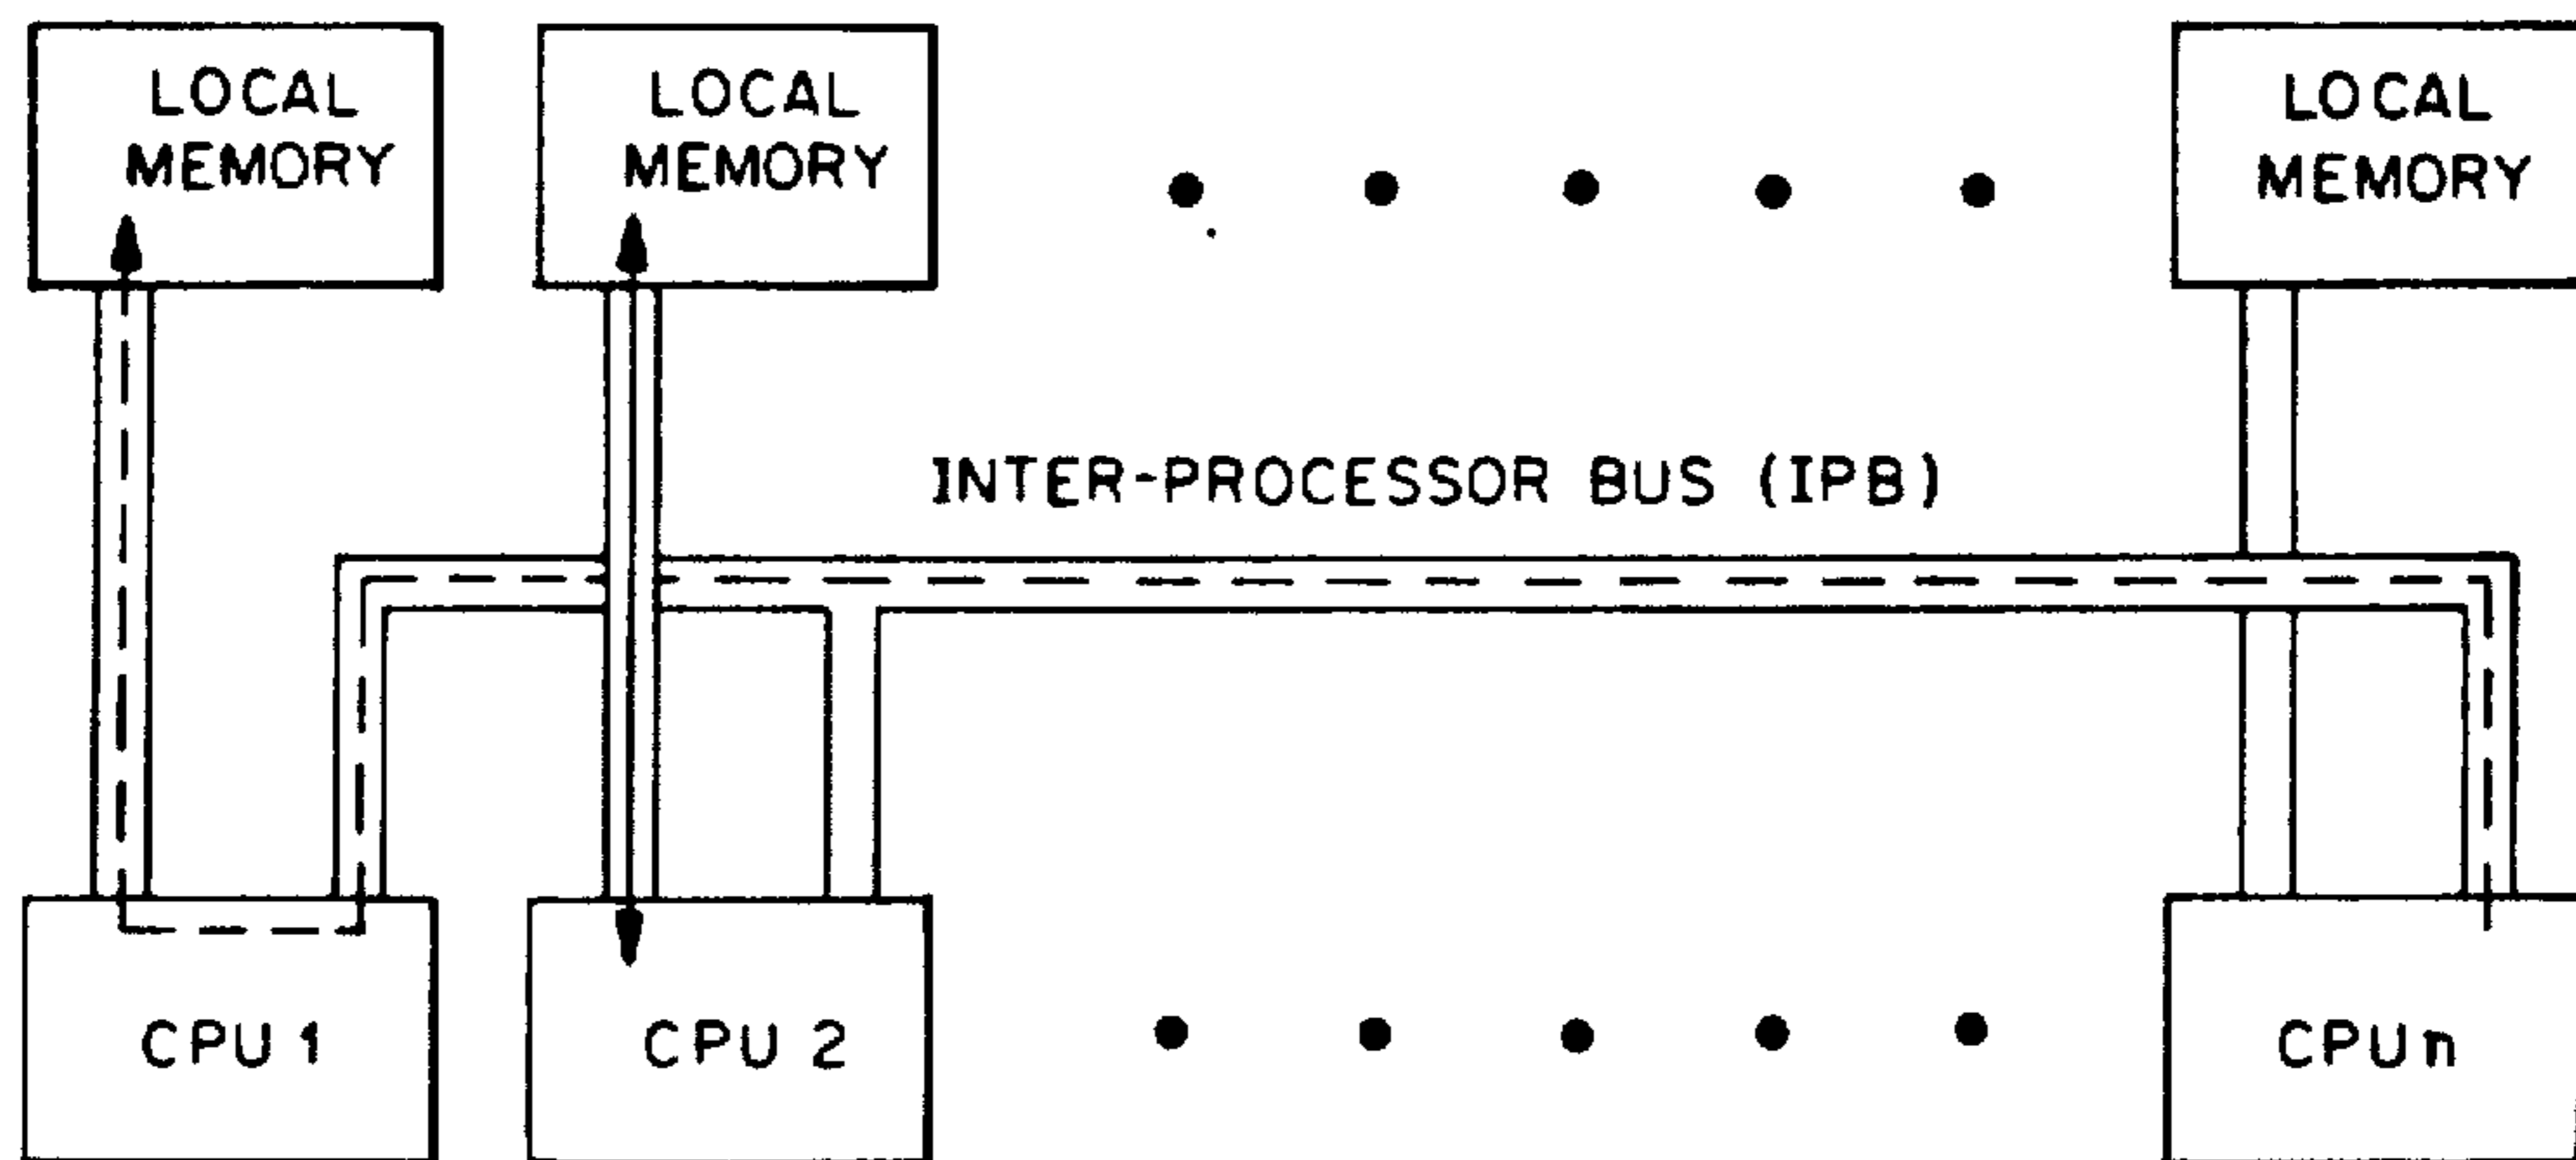 LOCAL
MEMORY
LOCAL
MEMORY
LOCAL
MEMORY
INTER-PROCESSOR BUS (IPB)
CPU 1
CPU 2
CPUn